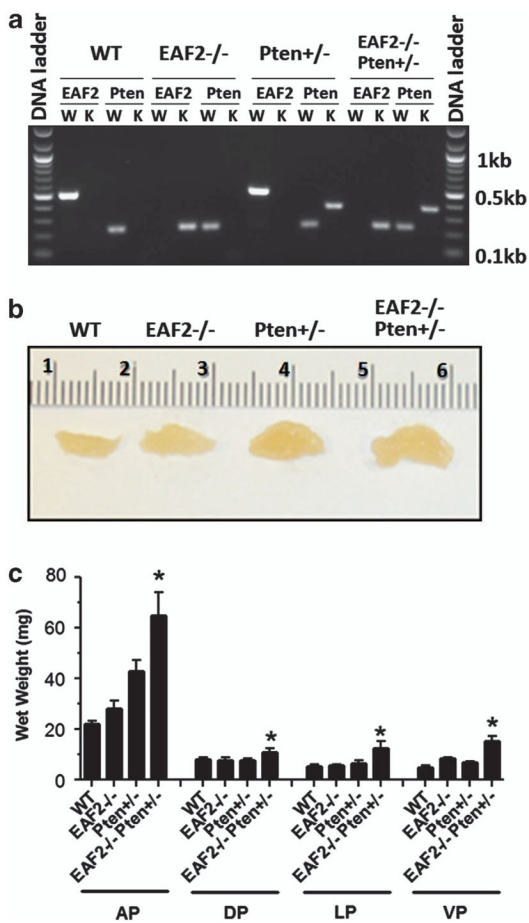 a
DNA ladder
WT EAF2-/- Pten+/- EAF2-/- Pten+/-
EAF2 Pten EAF2 Pten EAF2 Pten EAF2 Pten
W K W K W K W K W K W K W K W K
DNA ladder
1kb
0.5kb
0.1kb
b
WT EAF2-/- Pten+/- EAF2-/- Pten+/-
1 2 3 4 5 6
c
Wet Weight (mg)
80
60
40
20
0
* * * *
WT EAF2-/- Pten+/- EAF2-/- Pten+/- WT EAF2-/- Pten+/- EAF2-/- Pten+/- WT EAF2-/- Pten+/- EAF2-/- Pten+/- WT EAF2-/- Pten+/- EAF2-/- Pten+/-
AP DP LP VP